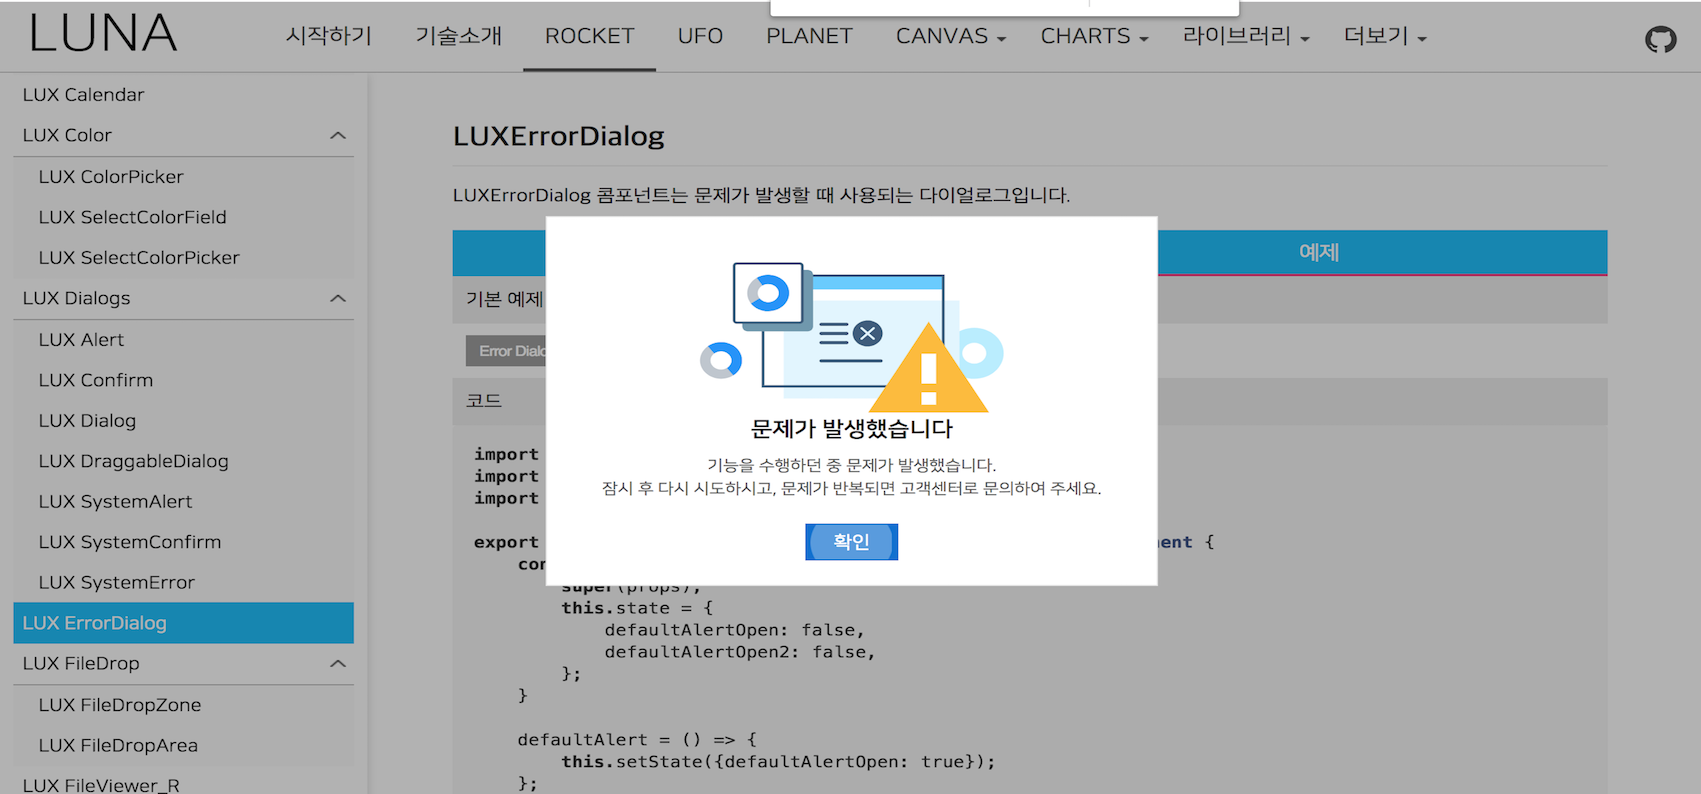 LUNA
시작하기
기술소개
ROCKET
UFO
PLANET
CANVAS
CHARTS
라이브러리
더보기
LUX Calendar
LUX Color
LUX ColorPicker
LUX SelectColorField
LUX SelectColorPicker
LUX Dialogs
LUX Alert
LUX Confirm
LUX Dialog
LUX DraggableDialog
LUX SystemAlert
LUX SystemConfirm
LUX SystemError
LUX ErrorDialog
LUX FileDrop
LUX FileDropZone
LUX FileDropArea
LUX FileViewer_R
LUXErrorDialog
LUXErrorDialog 콤포넌트는 문제가 발생할 때 사용되는 다이얼로그입니다.
예제
기본 예제
Error Dialo
코드
문제가 발생했습니다
기능을 수행하던 중 문제가 발생했습니다.
잠시 후 다시 시도하시고, 문제가 반복되면 고객센터로 문의하여 주세요.
확인
import
import
import
export nent {
con
super(props);
this.state = {
defaultAlertOpen: false,
defaultAlertOpen2: false,
};
}
defaultAlert = () => {
this.setState({defaultAlertOpen: true});
};